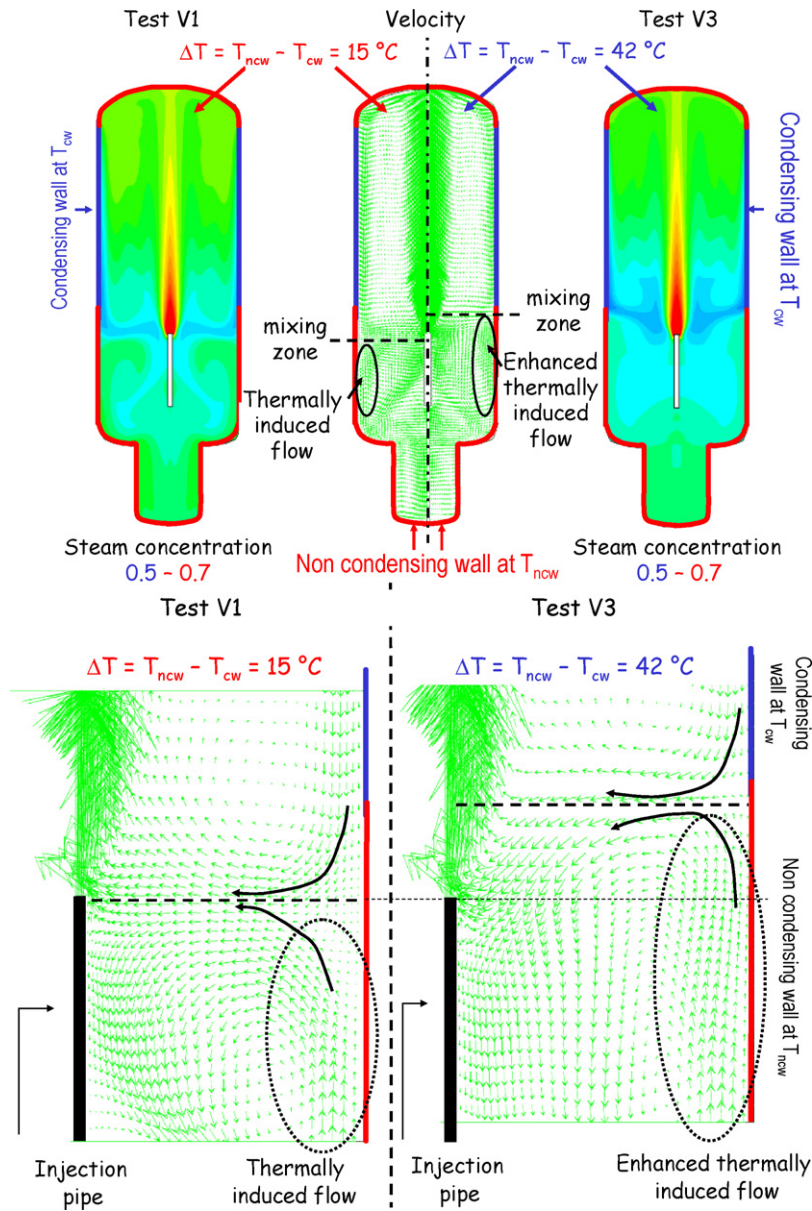 Test V1
Velocity
Test V3
ΔT = Tncw – Tcw = 15 °C
ΔT = Tncw – Tcw = 42 °C
Condensing wall at Tcw
Condensing wall at Tcw
mixing
zone
mixing
zone
Thermally
induced
flow
Enhanced
thermally
induced
flow
Steam concentration
0.5 – 0.7
Non condensing wall at Tncw
Steam concentration
0.5 – 0.7
Test V1
Test V3
ΔT = Tncw – Tcw = 15 °C
ΔT = Tncw – Tcw = 42 °C
Condensing
wall at Tcw
Non condensing wall at Tncw
Injection
pipe
Thermally
induced flow
Injection
pipe
Enhanced thermally
induced flow